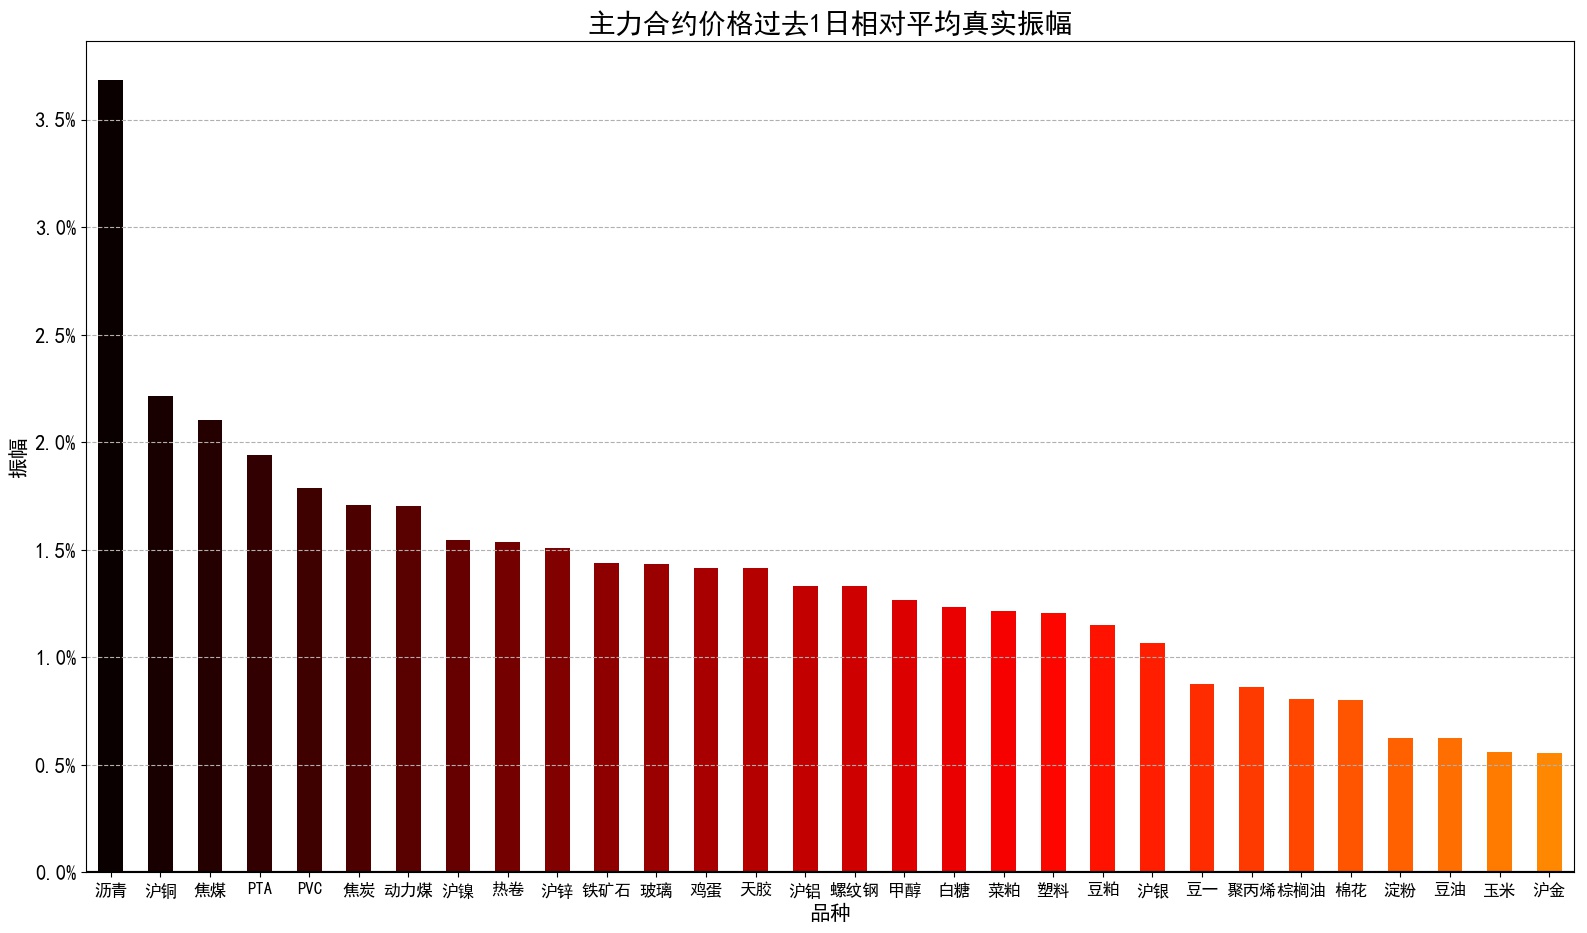 主力合约价格过去1日相对平均真实振幅
振幅
3.5%
3.0%
2.5%
2.0%
1.5%
1.0%
0.5%
0.0%
沥青 沪铜 焦煤 PTA PVC 焦炭 动力煤 沪镍 热卷 沪锌 铁矿石 玻璃 鸡蛋 天胶 沪铝 螺纹钢 甲醇 白糖 菜粕 塑料 豆粕 沪银 豆一 聚丙烯 棕榈油 棉花 淀粉 豆油 玉米 沪金
品种